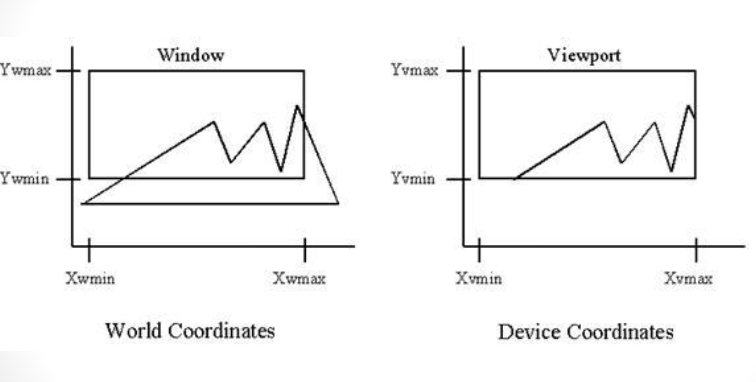 Window
Ywmax
Ywmin
Xwmin
Xwmax
World Coordinates
Viewport
Yvmax
Yvmin
Xvmin
Xvmax
Device Coordinates